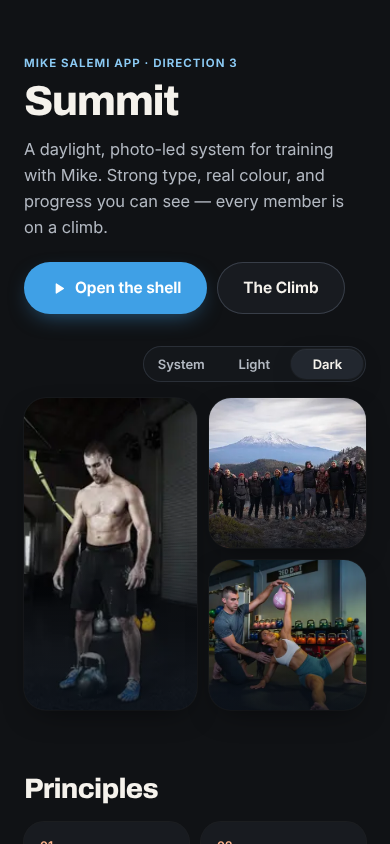 MIKE SALEMI APP · DIRECTION 3
Summit
A daylight, photo-led system for training
with Mike. Strong type, real colour, and
progress you can see — every member is
on a climb.
Open the shell
The Climb
System
Light
Dark
Principles